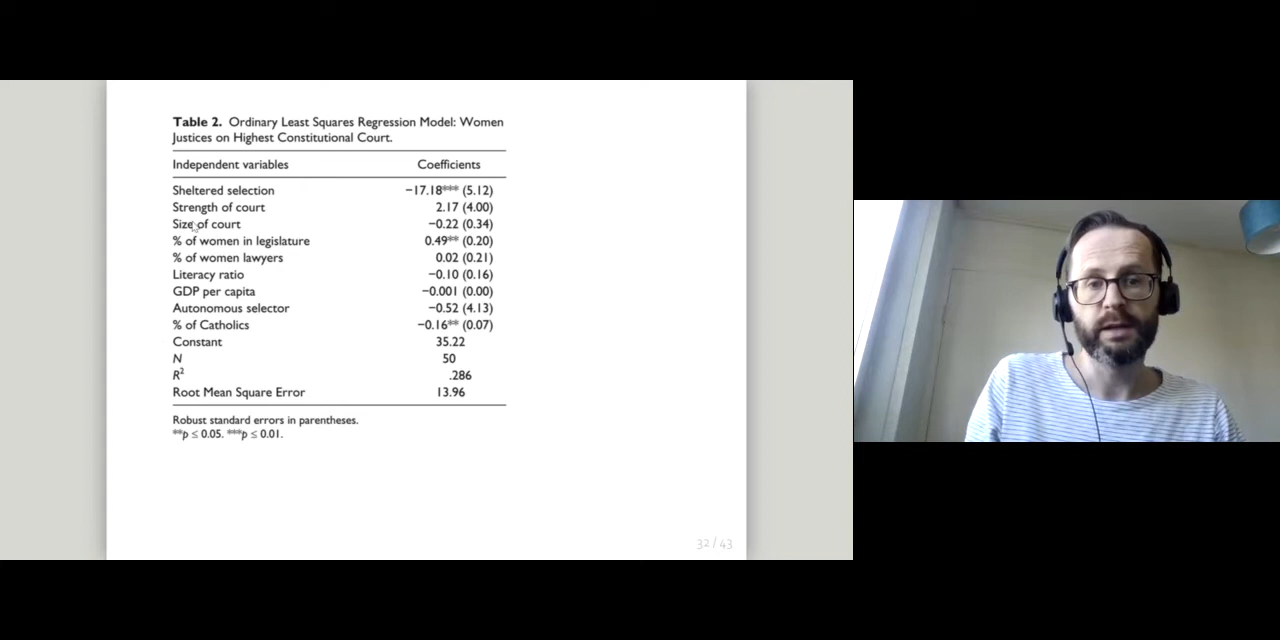 Table 2. Ordinary Least Squares Regression Model: Women
Justices on Highest Constitutional Court.
Independent variables Coefficients
Sheltered selection −17.18*** (5.12)
Strength of court 2.17 (4.00)
Size of court −0.22 (0.34)
% of women in legislature 0.49** (0.20)
% of women lawyers 0.02 (0.21)
Literacy ratio −0.10 (0.16)
GDP per capita −0.001 (0.00)
Autonomous selector −0.52 (4.13)
% of Catholics −0.16** (0.07)
Constant 35.22
N 50
R² .286
Root Mean Square Error 13.96
Robust standard errors in parentheses.
**p ≤ 0.05. ***p ≤ 0.01.
32 / 43